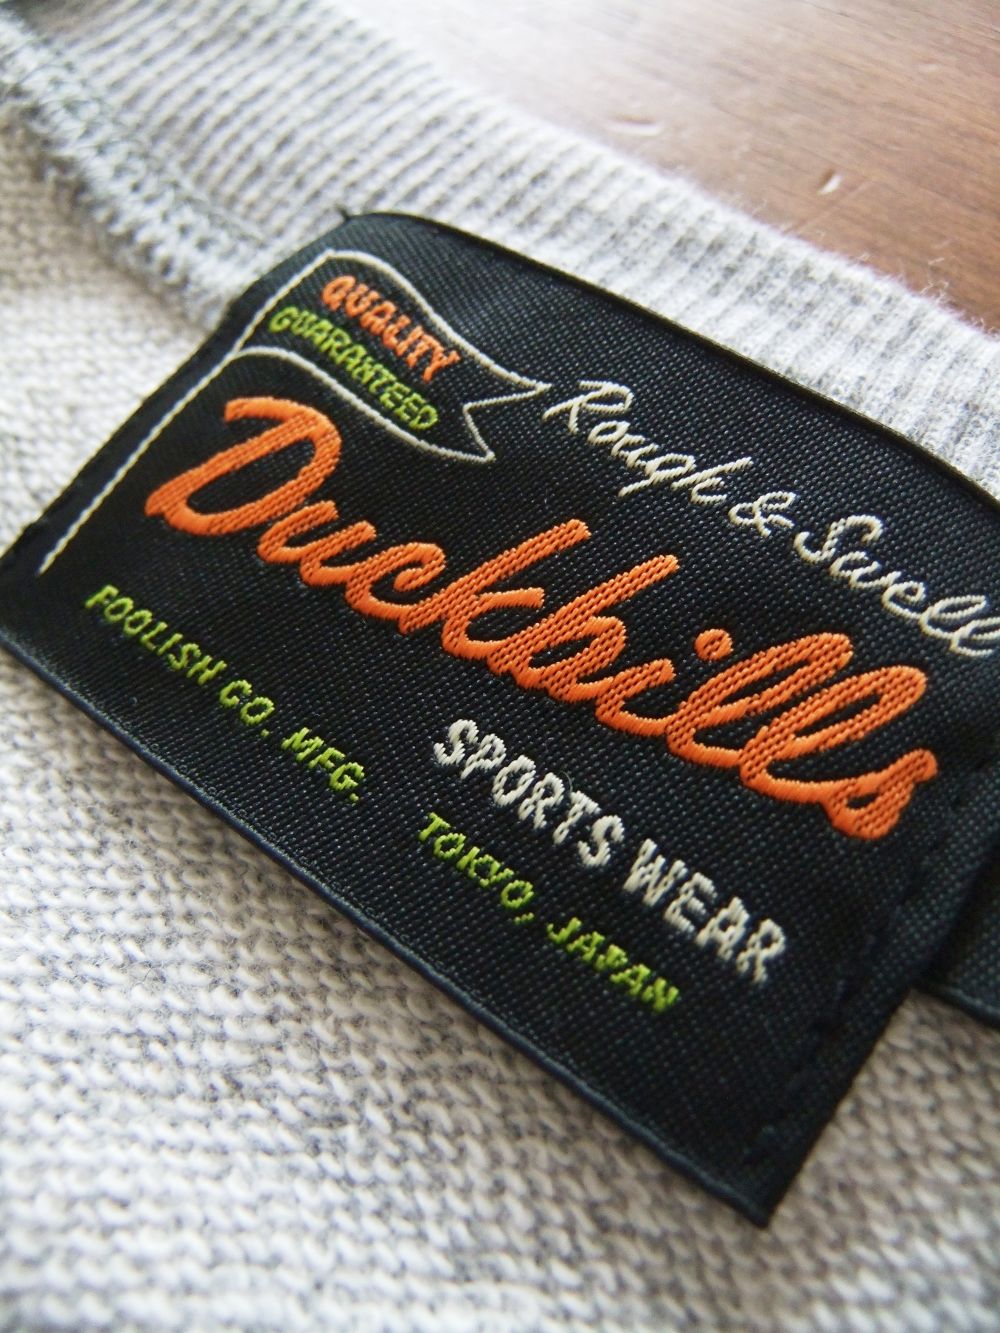 QUALITY
GUARANTEED
Rough & Swell
Duckbills
SPORTS WEAR
FOOLISH CO. MFG. TOKYO, JAPAN